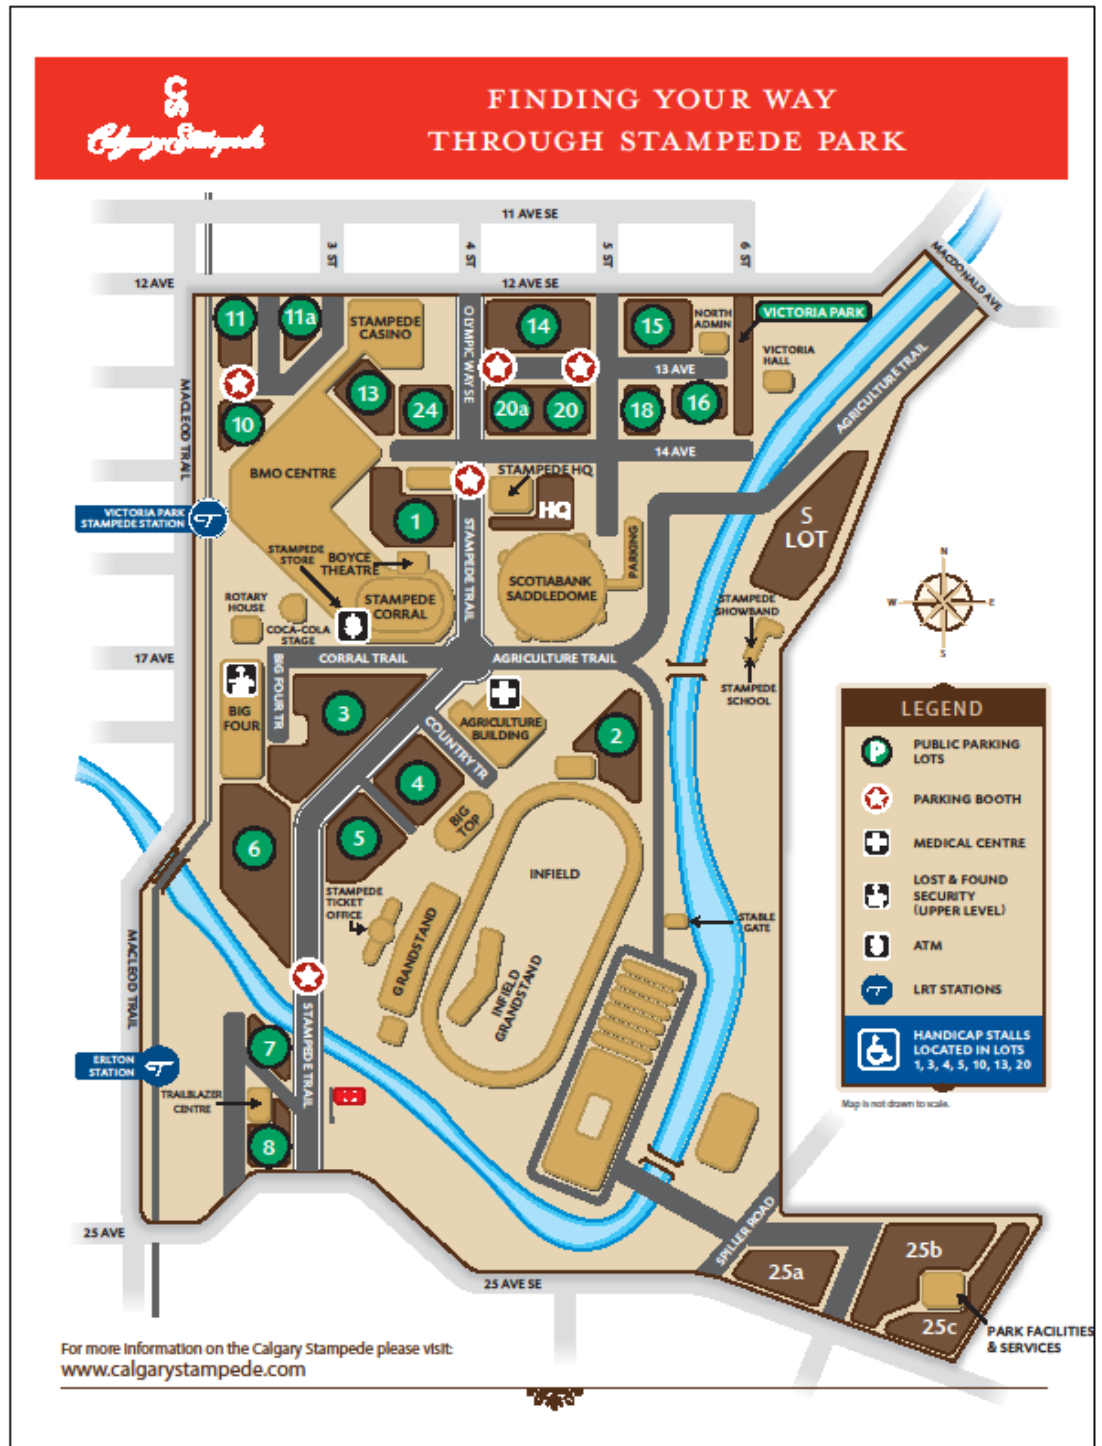 CS
Calgary Stampede
FINDING YOUR WAY
THROUGH STAMPEDE PARK
11 AVE SE
3 ST
4 ST
5 ST
6 ST
MACDONALD AVE
12 AVE
12 AVE SE
11
11a
STAMPEDE
CASINO
OLYMPIC WAY SE
14
15
NORTH
ADMIN
VICTORIA PARK
VICTORIA
HALL
13 AVE
AGRICULTURE TRAIL
MACLEOD TRAIL
10
13
24
20a
20
18
16
14 AVE
BMO CENTRE
STAMPEDE HQ
HQ
VICTORIA PARK
STAMPEDE STATION
1
STAMPEDE TRAIL
S
LOT
PARKING
STAMPEDE
STORE
BOYCE
THEATRE
SCOTIABANK
SADDLEDOME
N
W
E
S
ROTARY
HOUSE
COCA-COLA
STAGE
STAMPEDE
CORRAL
STAMPEDE
SHOWBAND
17 AVE
BIG FOUR TR
CORRAL TRAIL
AGRICULTURE TRAIL
STAMPEDE
SCHOOL
BIG
FOUR
3
COUNTRY TR
AGRICULTURE
BUILDING
2
4
BIG
TOP
5
6
INFIELD
STAMPEDE
TICKET
OFFICE
GRANDSTAND
INFIELD
GRANDSTAND
STABLE
GATE
MACLEOD TRAIL
STAMPEDE TRAIL
7
ERLTON
STATION
TRAILBLAZER
CENTRE
8
LEGEND
P
PUBLIC PARKING
LOTS
PARKING BOOTH
MEDICAL CENTRE
LOST & FOUND
SECURITY
(UPPER LEVEL)
ATM
LRT STATIONS
HANDICAP STALLS
LOCATED IN LOTS
1, 3, 4, 5, 10, 13, 20
Map is not drawn to scale.
25 AVE
25 AVE SE
SPILLER ROAD
25a
25b
25c
PARK FACILITIES
& SERVICES
For more information on the Calgary Stampede please visit:
www.calgarystampede.com